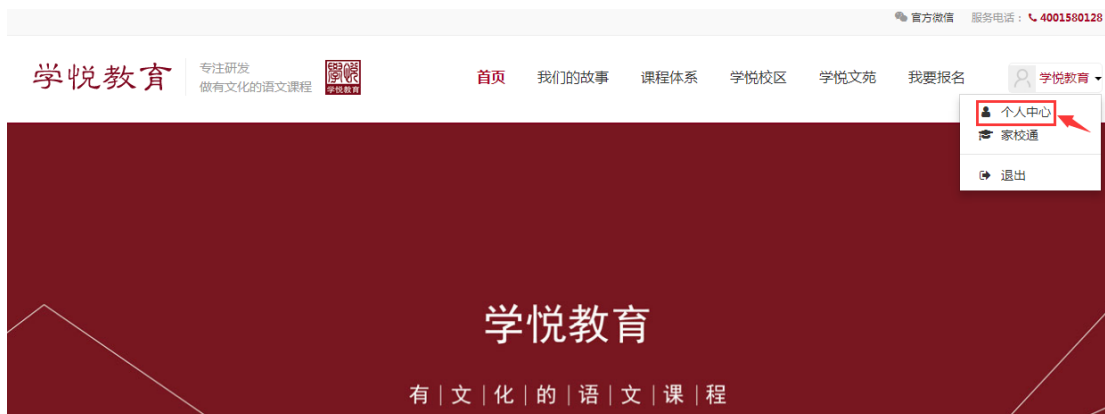 官方微信 服务电话： 4001580128
学悦教育
专注研发
做有文化的语文课程
學悅
学悦教育
首页 我们的故事 课程体系 学悦校区 学悦文苑 我要报名 学悦教育
个人中心
家校通
退出
学悦教育
有|文|化|的|语|文|课|程